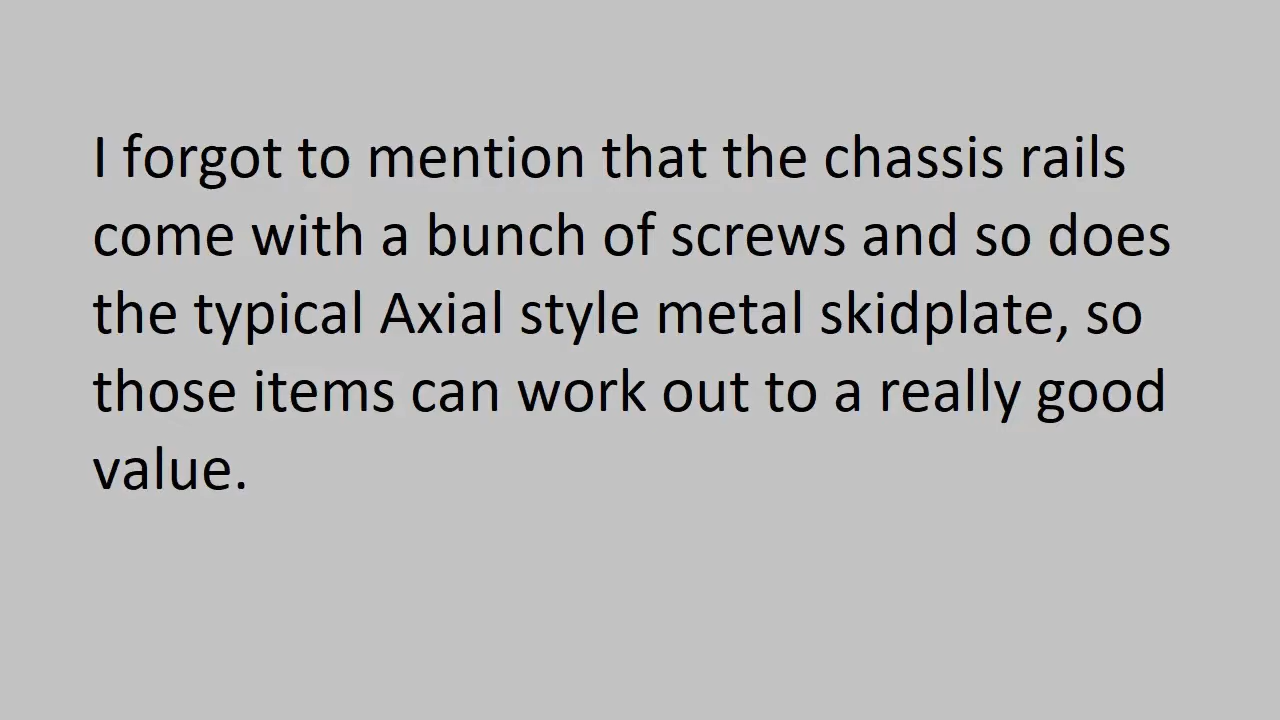 I forgot to mention that the chassis rails
come with a bunch of screws and so does
the typical Axial style metal skidplate, so
those items can work out to a really good
value.